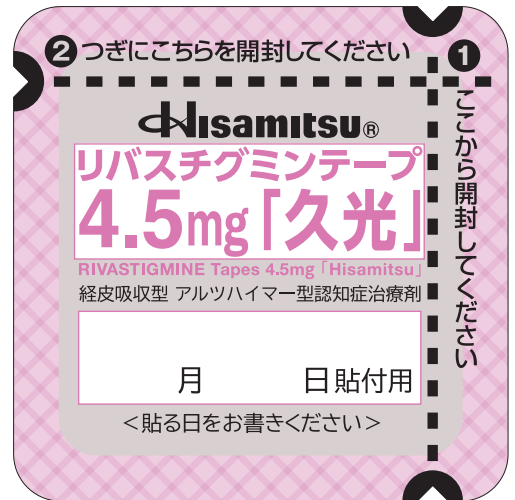 ❷つぎにこちらを開封してください
❶ここから開封してください
Hisamitsu®
リバスチグミンテープ
4.5mg「久光」
RIVASTIGMINE Tapes 4.5mg「Hisamitsu」
経皮吸収型 アルツハイマー型認知症治療剤
月 日貼付用
<貼る日をお書きください>